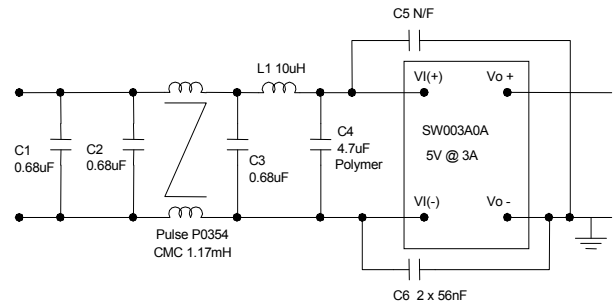 C5 N/F
L1 10uH
VI(+)
Vo +
C1
0.68uF
C2
0.68uF
C3
0.68uF
C4
4.7uF
Polymer
SW003A0A
5V @ 3A
VI(-)
Vo -
Pulse P0354
CMC 1.17mH
C6 2 x 56nF